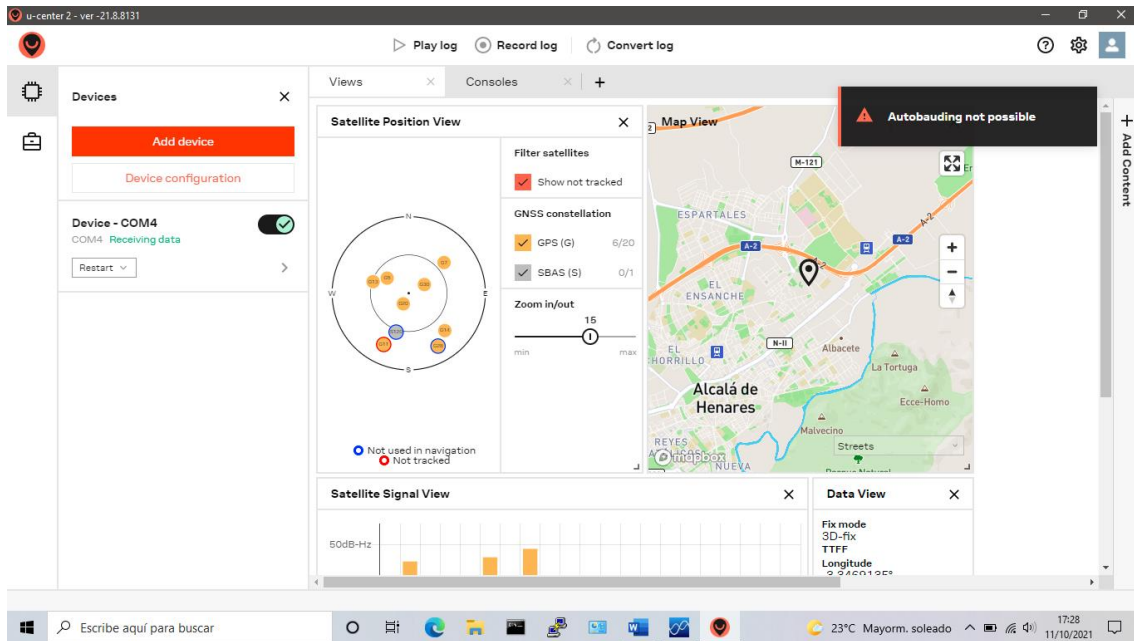 u-center 2 - ver -21.8.8131
Play log
Record log
Convert log
Devices
Add device
Device configuration
Device - COM4
COM4 Receiving data
Restart
Views
Consoles
Satellite Position View
N
W
E
S
Not used in navigation
Not tracked
Filter satellites
Show not tracked
GNSS constellation
GPS (G) 6/20
SBAS (S) 0/1
Zoom in/out
15
min max
Map View
M-121
ESPARTALES
A-2
A-2
A-2
A-2
EL
ENSANCHE
N-II
EL
Albacete
La Tortuga
Alcalá de
Henares
Ecce-Homo
Malvecino
REYES
Streets
mapbox
NUEVA
Autobauding not possible
Add Content
Satellite Signal View
50dB-Hz
Data View
Fix mode
3D-fix
TTFF
Longitude
Escribe aquí para buscar
23°C Mayorm. soleado
17:28
11/10/2021